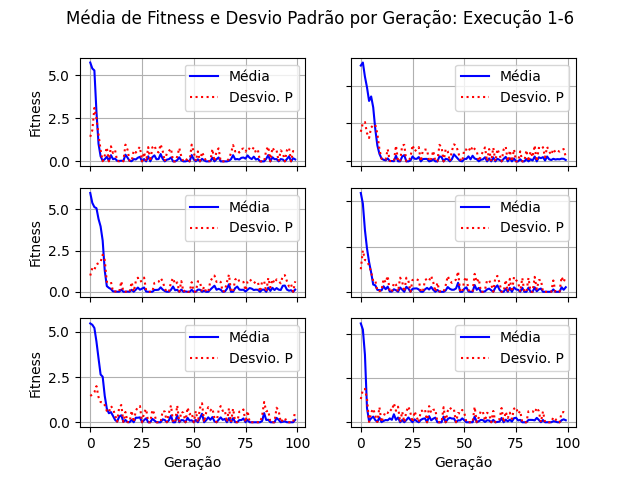 Média de Fitness e Desvio Padrão por Geração: Execução 1-6
5.0
2.5
0.0
Fitness
Média
Desvio. P
Média
Desvio. P
5.0
2.5
0.0
Fitness
Média
Desvio. P
Média
Desvio. P
5.0
2.5
0.0
Fitness
Média
Desvio. P
Média
Desvio. P
0 25 50 75 100
0 25 50 75 100
Geração
Geração